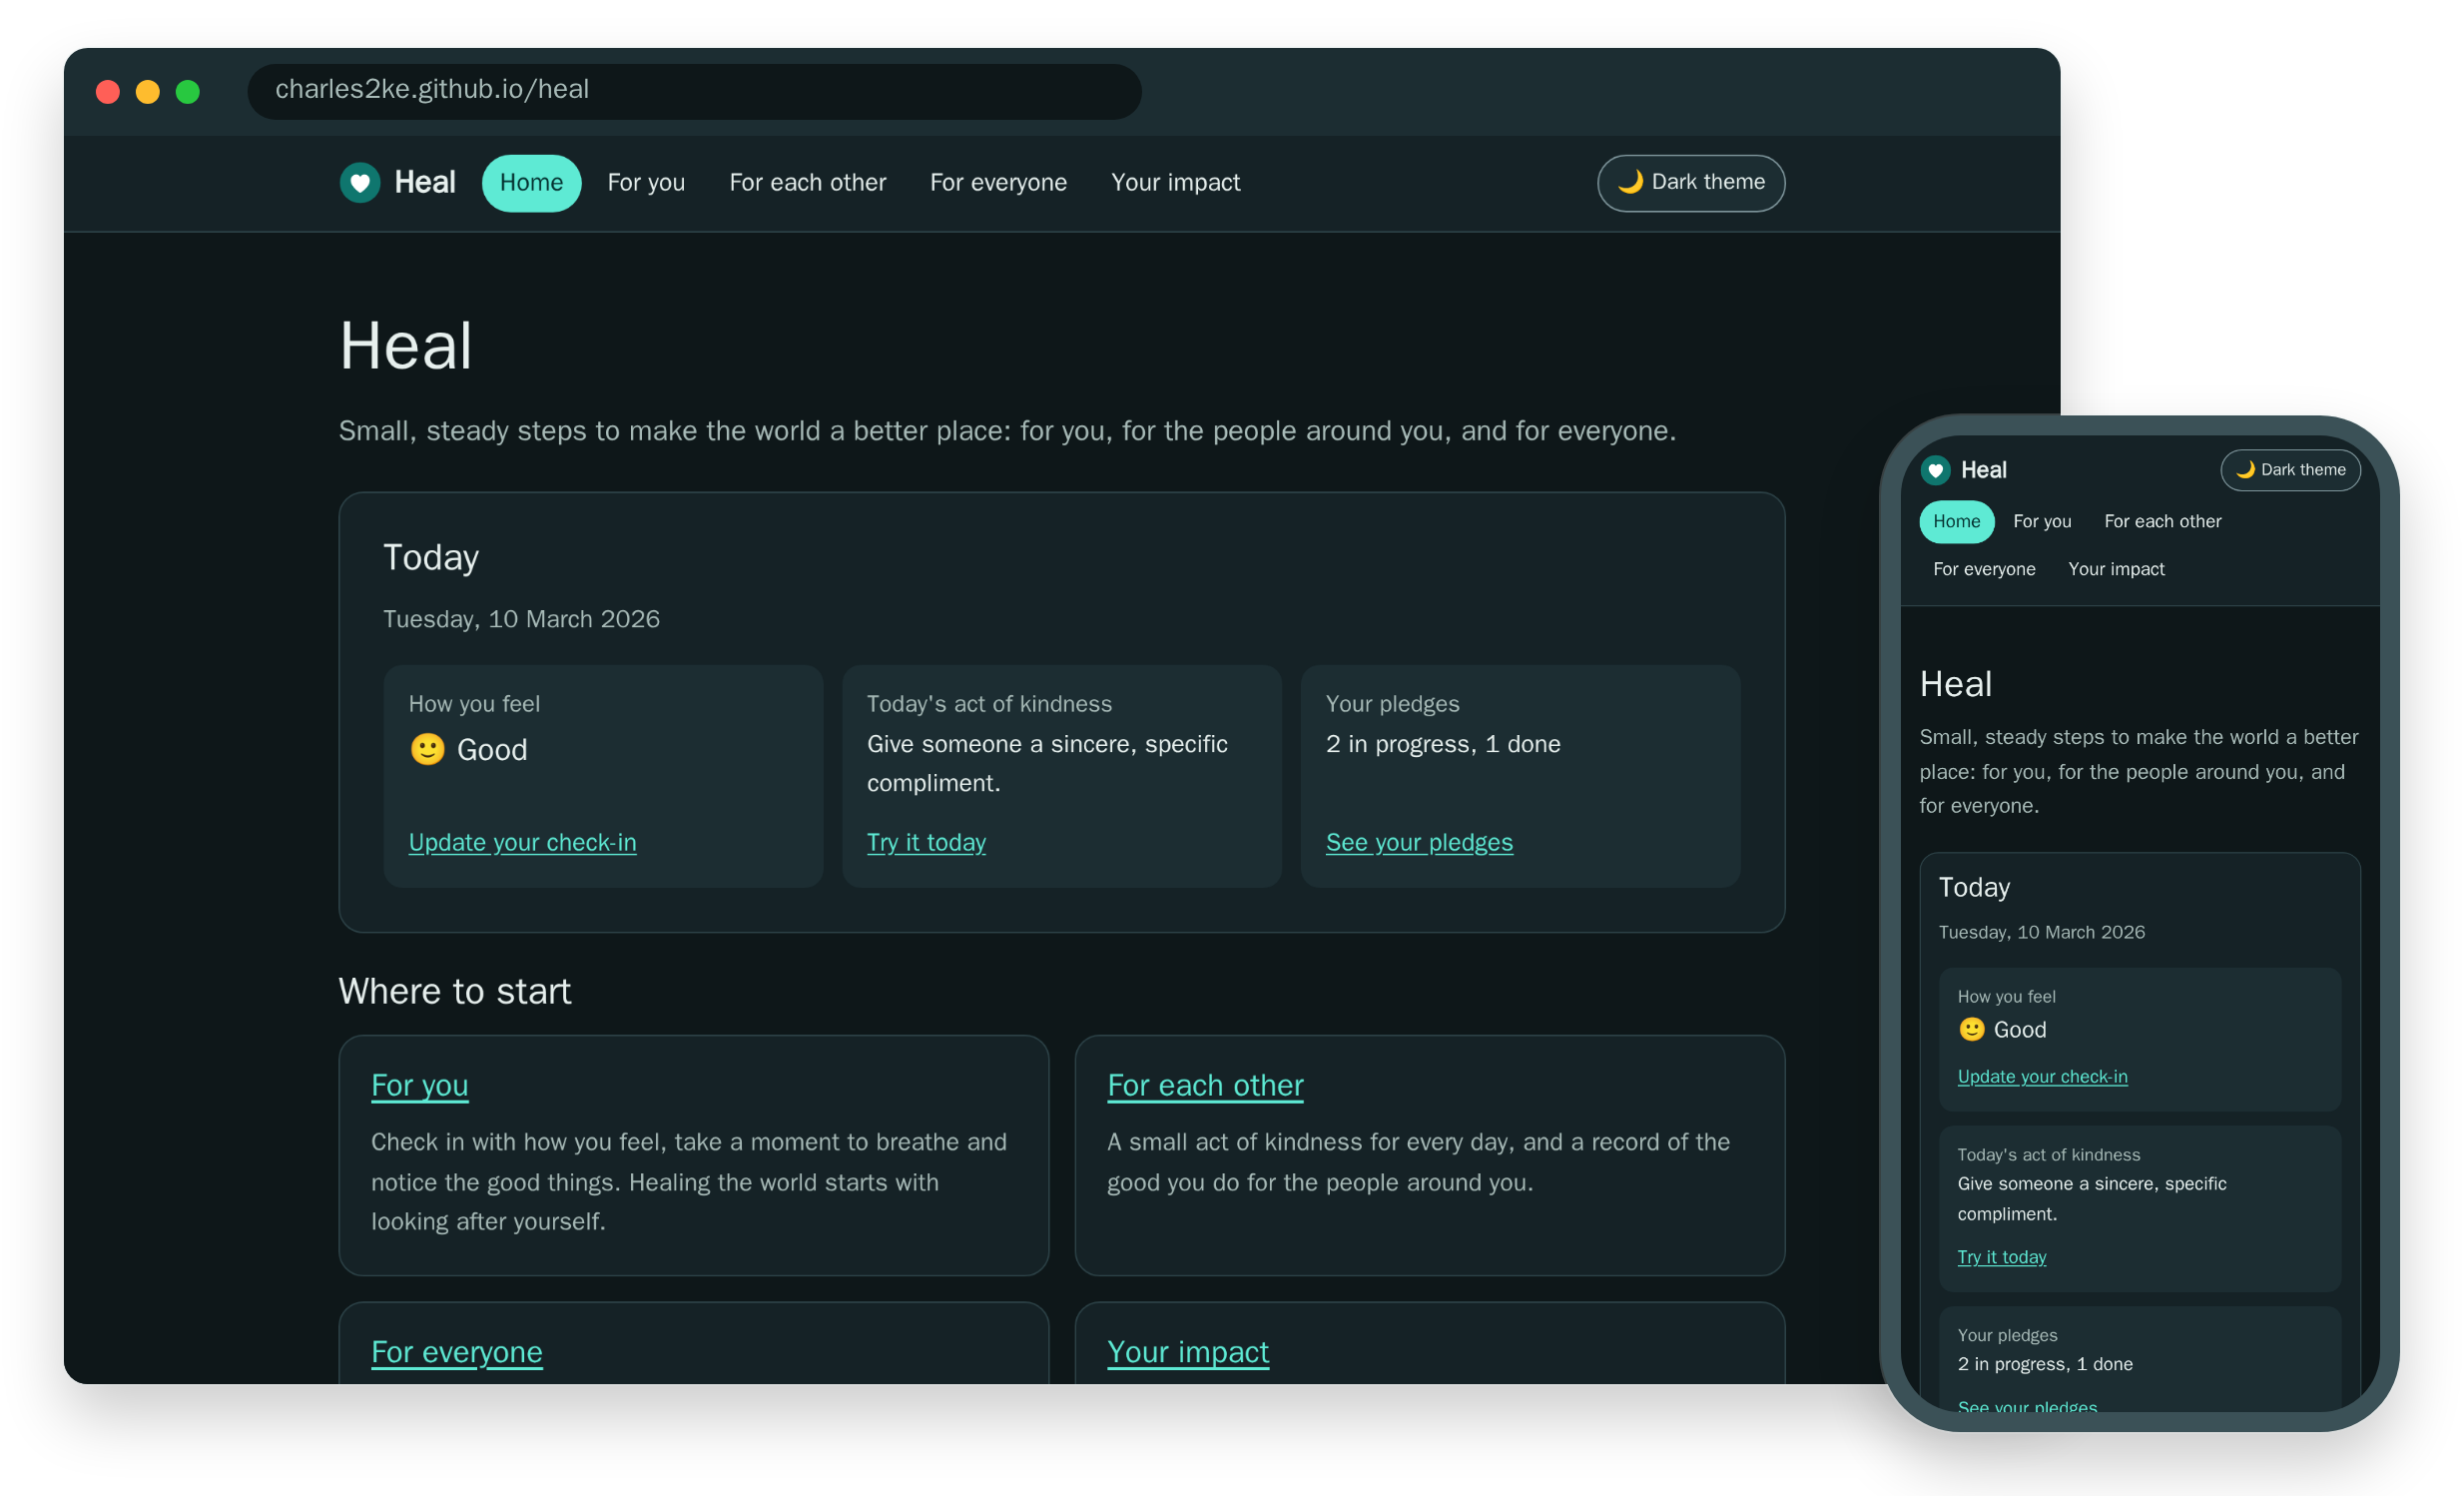 charles2ke.github.io/heal
Heal
Home
For you
For each other
For everyone
Your impact
🌙 Dark theme
Heal
Small, steady steps to make the world a better place: for you, for the people around you, and for everyone.
Today
Tuesday, 10 March 2026
How you feel
🙂 Good
Update your check-in
Today's act of kindness
Give someone a sincere, specific
compliment.
Try it today
Your pledges
2 in progress, 1 done
See your pledges
Where to start
For you
Check in with how you feel, take a moment to breathe and
notice the good things. Healing the world starts with
looking after yourself.
For each other
A small act of kindness for every day, and a record of the
good you do for the people around you.
For everyone
Your impact
Heal
🌙 Dark theme
Home
For you
For each other
For everyone
Your impact
Heal
Small, steady steps to make the world a better
place: for you, for the people around you, and
for everyone.
Today
Tuesday, 10 March 2026
How you feel
🙂 Good
Update your check-in
Today's act of kindness
Give someone a sincere, specific
compliment.
Try it today
Your pledges
2 in progress, 1 done
See your pledges